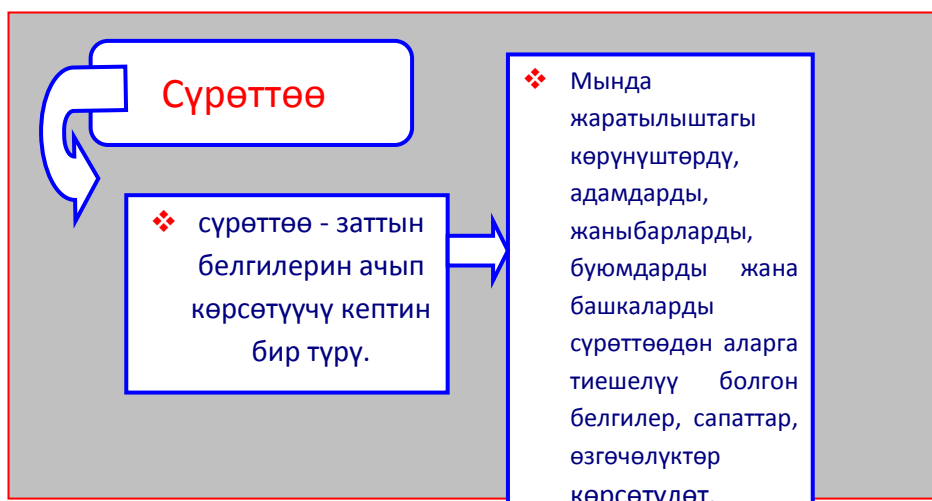 Сүрөттөө
❖ сүрөттөө - заттын
белгилерин ачып
көрсөтүүчү кептин
бир түрү.
❖ Мында
жаратылыштагы
көрүнүштөрдү,
адамдарды,
жаныбарларды,
буюмдарды жана
башкаларды
сүрөттөөдөн аларга
тиешелүү болгон
белгилер, сапаттар,
өзгөчөлүктөр
көрсөтүлөт.